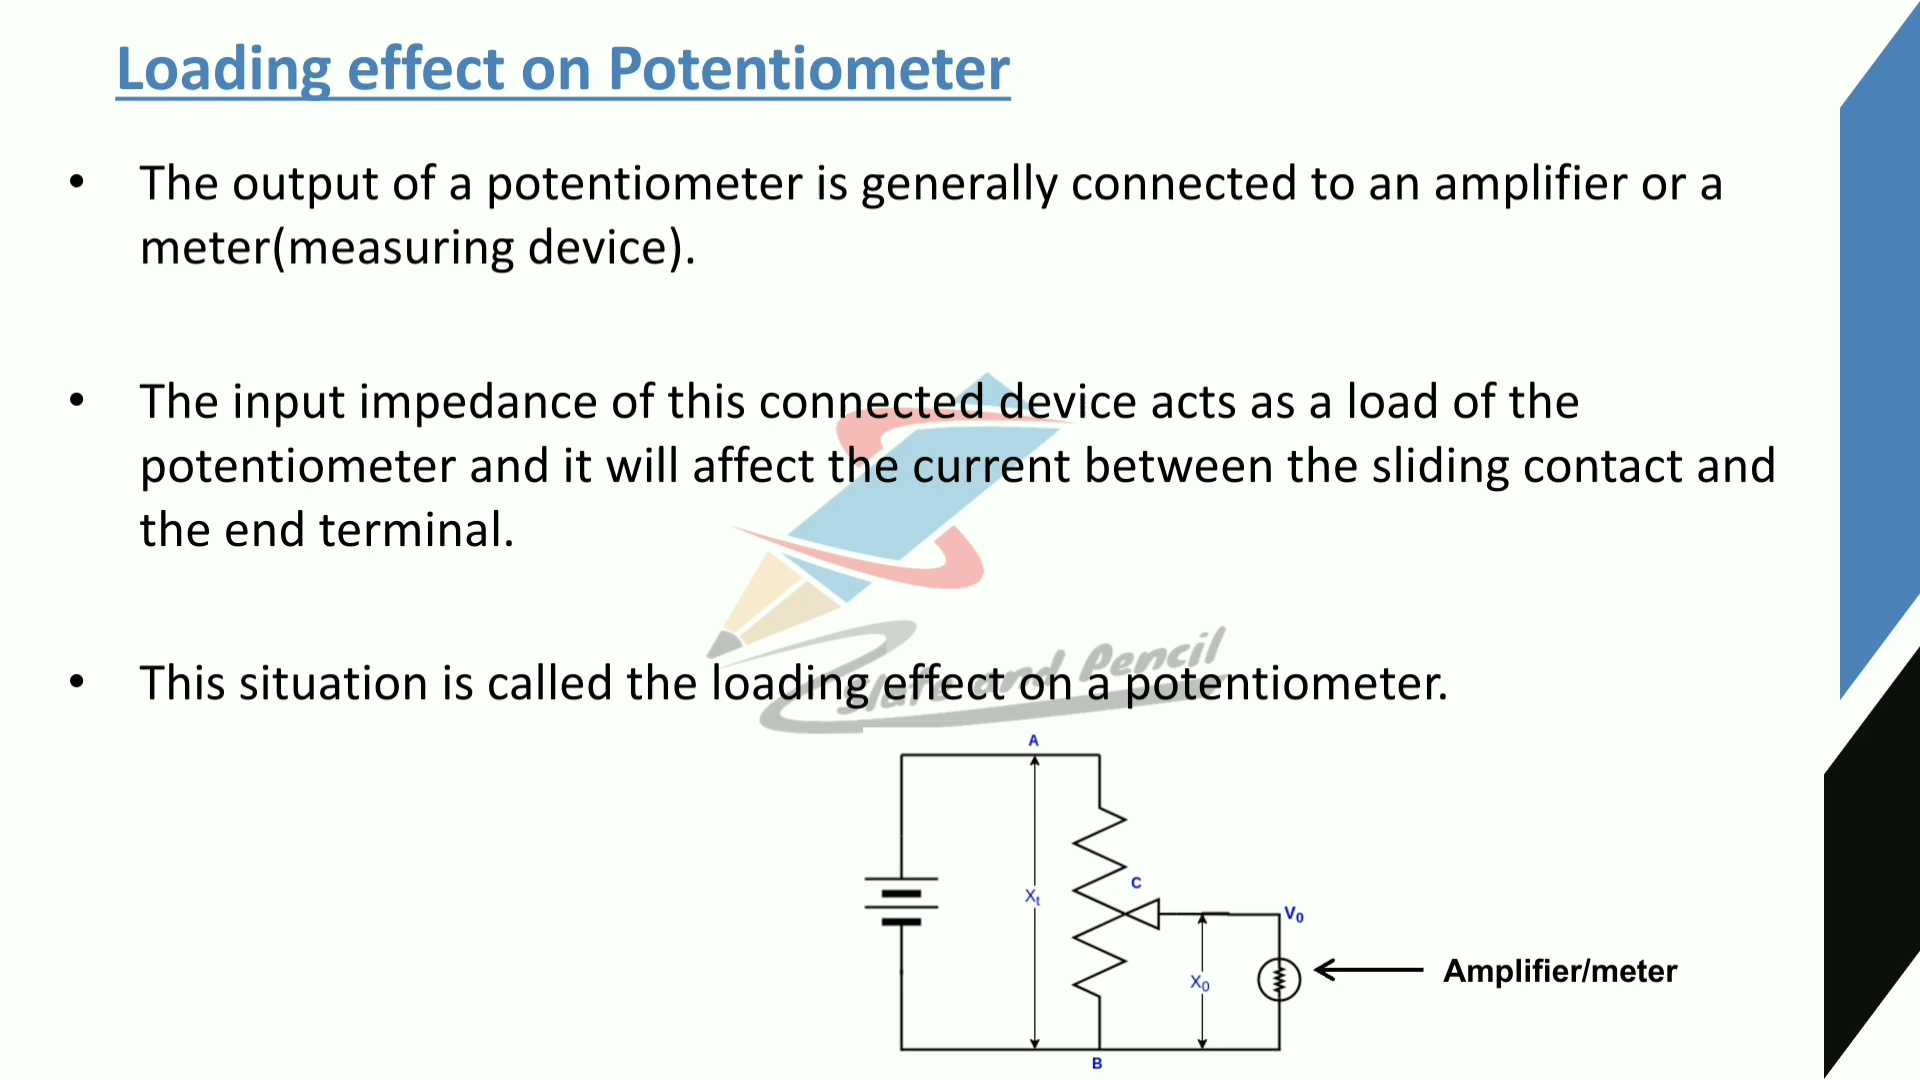 Loading effect on Potentiometer
• The output of a potentiometer is generally connected to an amplifier or a
meter(measuring device).
• The input impedance of this connected device acts as a load of the
potentiometer and it will affect the current between the sliding contact and
the end terminal.
Slate and Pencil
• This situation is called the loading effect on a potentiometer.
A
C
Xt
V0
Amplifier/meter
X0
B